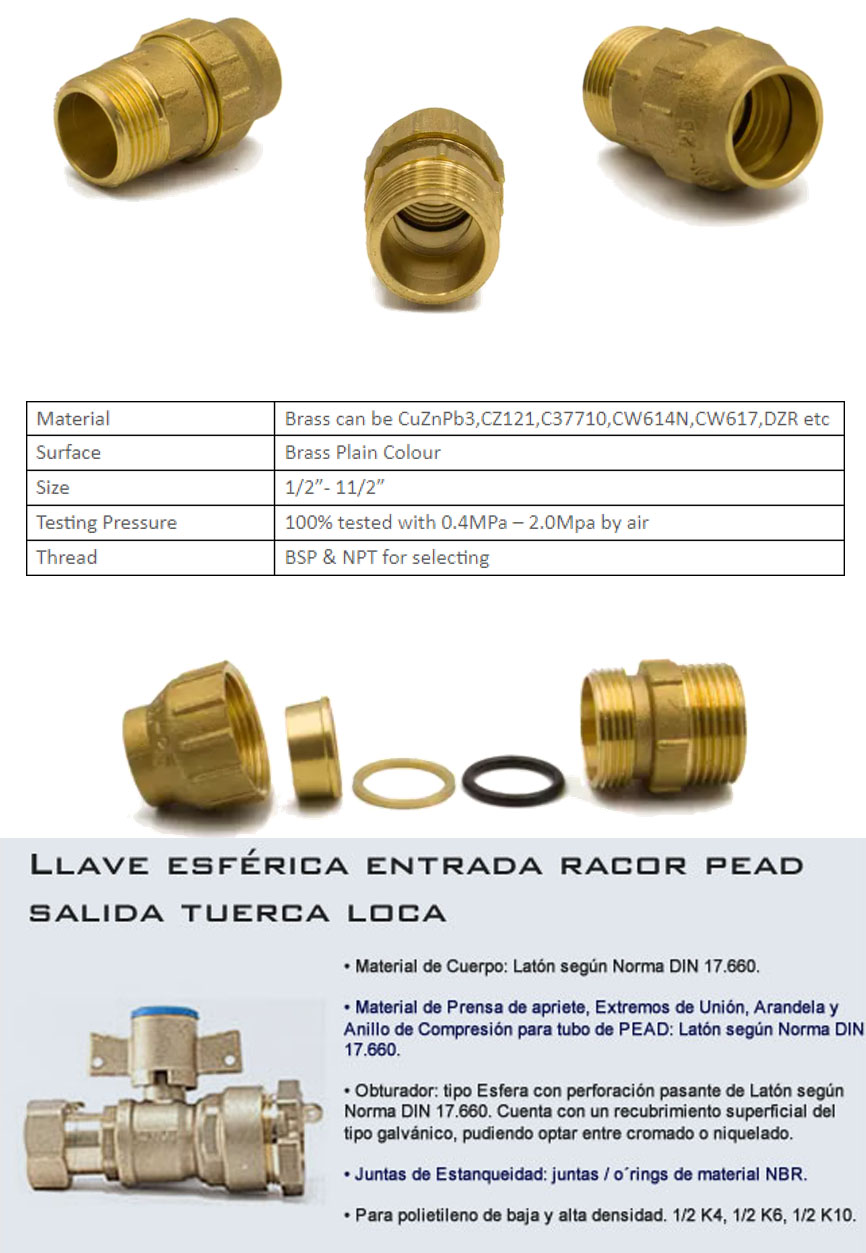 Material Brass can be CuZnPb3,CZ121,C37710,CW614N,CW617,DZR etc
Surface Brass Plain Colour
Size 1/2”- 11/2”
Testing Pressure 100% tested with 0.4MPa – 2.0Mpa by air
Thread BSP & NPT for selecting
Llave esférica entrada racor pead
salida tuerca loca
• Material de Cuerpo: Latón según Norma DIN 17.660.
• Material de Prensa de apriete, Extremos de Unión, Arandela y
Anillo de Compresión para tubo de PEAD: Latón según Norma DIN
17.660.
• Obturador: tipo Esfera con perforación pasante de Latón según
Norma DIN 17.660. Cuenta con un recubrimiento superficial del
tipo galvánico, pudiendo optar entre cromado o niquelado.
• Juntas de Estanqueidad: juntas / o´rings de material NBR.
• Para polietileno de baja y alta densidad. 1/2 K4, 1/2 K6, 1/2 K10.